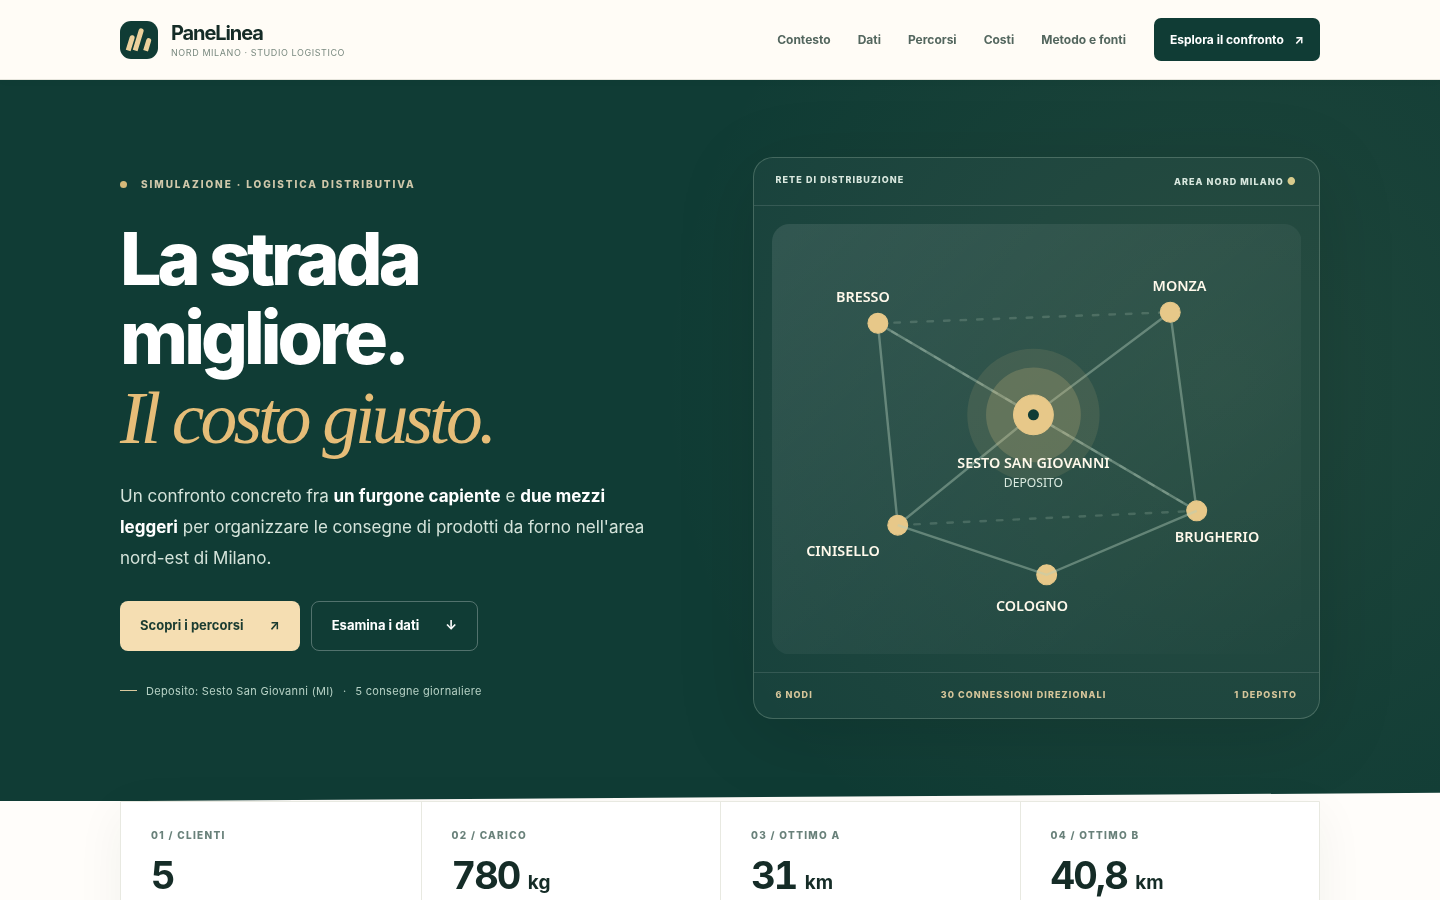 PaneLinea
NORD MILANO · STUDIO LOGISTICO
Contesto
Dati
Percorsi
Costi
Metodo e fonti
Esplora il confronto ↗
SIMULAZIONE · LOGISTICA DISTRIBUTIVA
La strada
migliore.
Il costo giusto.
Un confronto concreto fra un furgone capiente e due mezzi
leggeri per organizzare le consegne di prodotti da forno nell'area
nord-est di Milano.
Scopri i percorsi ↗
Esamina i dati ↓
Deposito: Sesto San Giovanni (MI) · 5 consegne giornaliere
RETE DI DISTRIBUZIONE
AREA NORD MILANO
BRESSO
MONZA
SESTO SAN GIOVANNI
DEPOSITO
CINISELLO
BRUGHERIO
COLOGNO
6 NODI
30 CONNESSIONI DIREZIONALI
1 DEPOSITO
01 / CLIENTI
5
02 / CARICO
780 kg
03 / OTTIMO A
31 km
04 / OTTIMO B
40,8 km